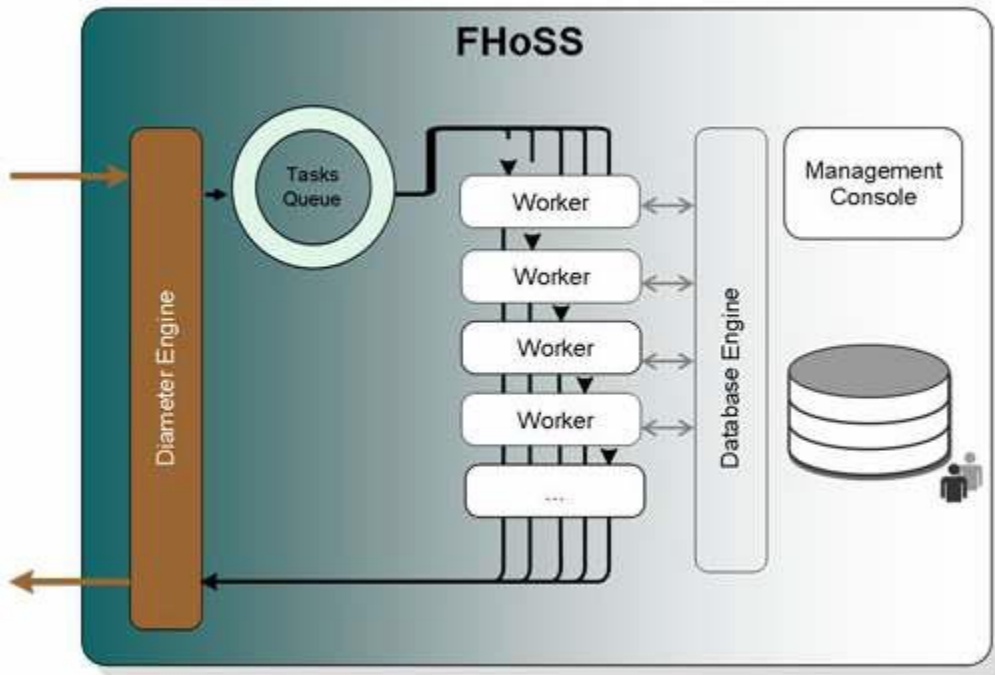 FHoSS
Diameter Engine
Tasks
Queue
Worker
Worker
Worker
Worker
...
Database Engine
Management
Console